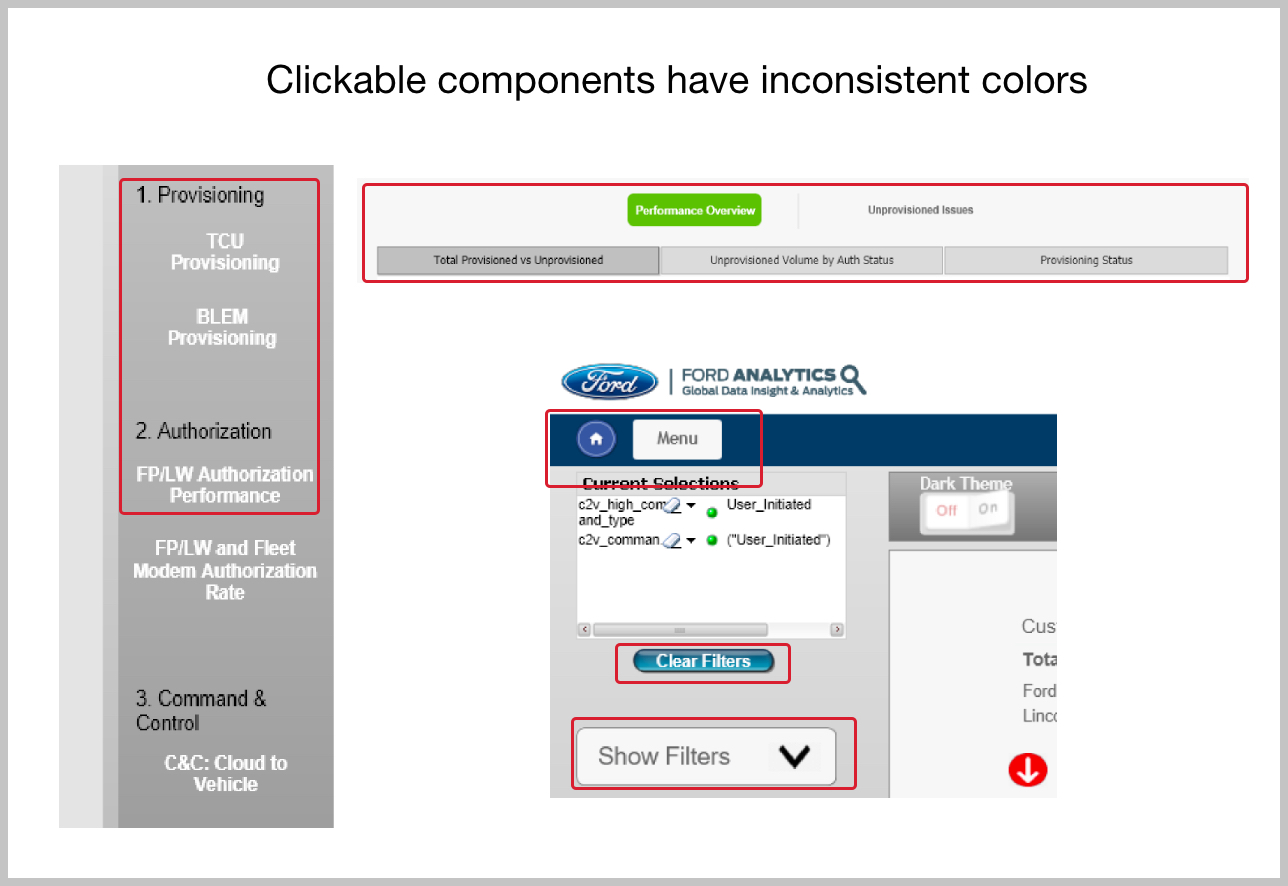 Clickable components have inconsistent colors
1. Provisioning
TCU
Provisioning
BLEM
Provisioning
2. Authorization
FP/LW Authorization
Performance
FP/LW and Fleet
Modem Authorization
Rate
3. Command &
Control
C&C: Cloud to
Vehicle
Performance Overview
Unprovisioned Issues
Total Provisioned vs Unprovisioned
Unprovisioned Volume by Auth Status
Provisioning Status
Ford
FORD ANALYTICS
Global Data Insight & Analytics
Menu
Current Selections
c2v_high_com
and_type
User_Initiated
c2v_comman.
("User_Initiated")
Clear Filters
Show Filters
Dark Theme
Off On
Cus
Tota
Ford
Linc